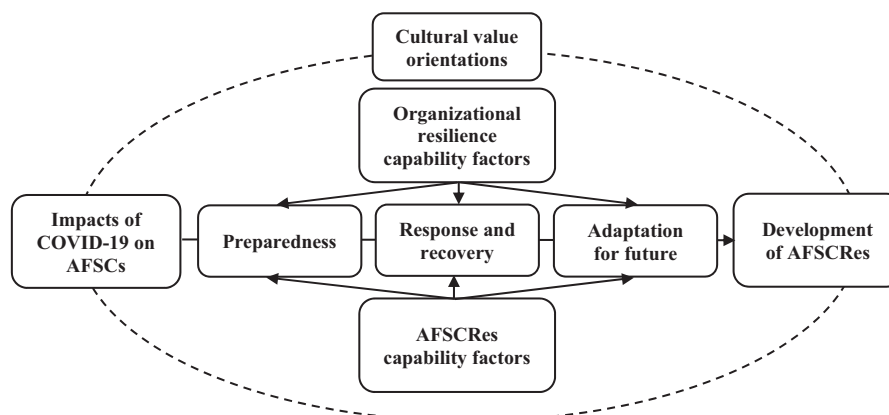 Cultural value
orientations
Organizational
resilience
capability factors
Impacts of
COVID-19 on
AFSCs
Preparedness
Response and
recovery
Adaptation
for future
Development
of AFSCRes
AFSCRes
capability factors